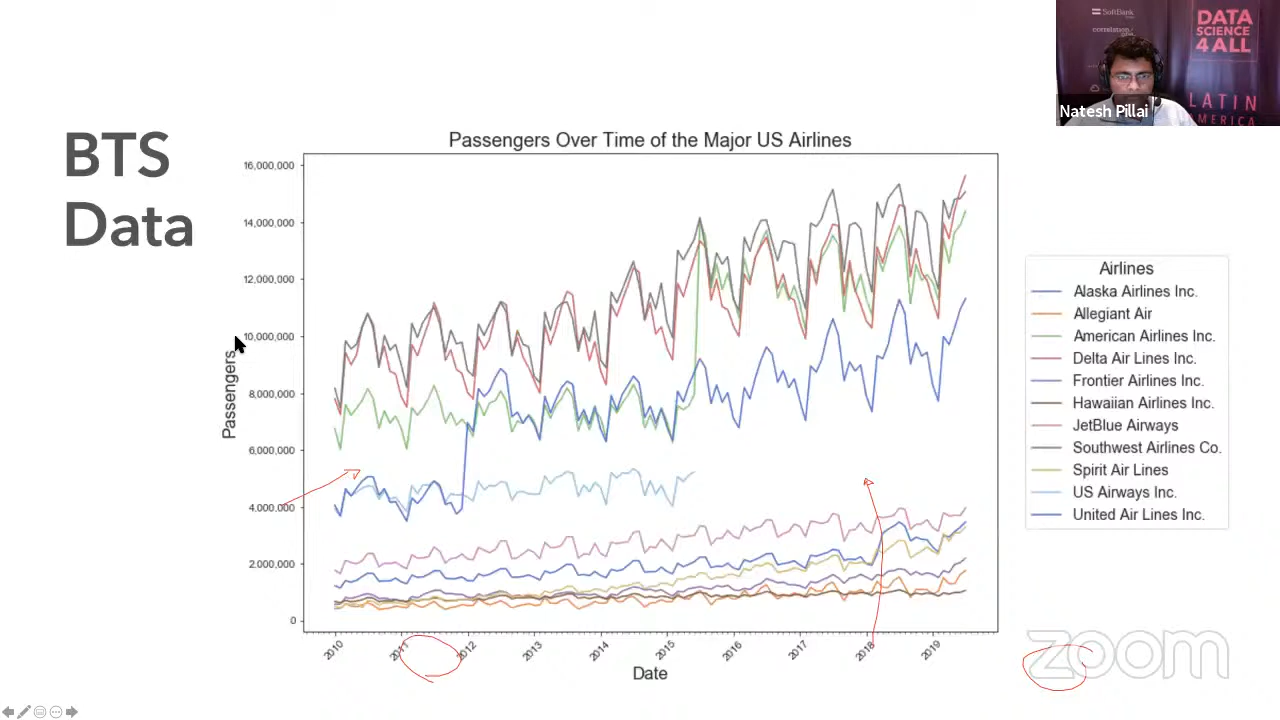 SoftBank
DATA
SCIENCE
4 ALL
LATIN
AMERICA
Natesh Pillai
BTS
Data
Passengers Over Time of the Major US Airlines
16,000,000
14,000,000
12,000,000
10,000,000
8,000,000
6,000,000
4,000,000
2,000,000
0
Passengers
2010
2011
2012
2013
2014
2015
2016
2017
2018
2019
Date
Airlines
Alaska Airlines Inc.
Allegiant Air
American Airlines Inc.
Delta Air Lines Inc.
Frontier Airlines Inc.
Hawaiian Airlines Inc.
JetBlue Airways
Southwest Airlines Co.
Spirit Air Lines
US Airways Inc.
United Air Lines Inc.
zoom